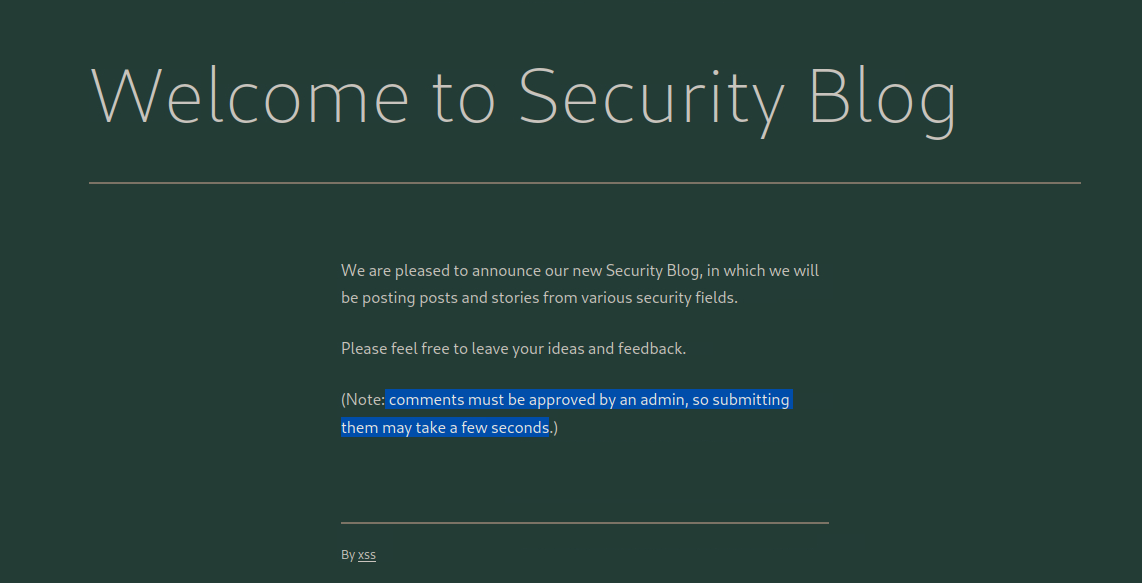 Welcome to Security Blog
We are pleased to announce our new Security Blog, in which we will
be posting posts and stories from various security fields.
Please feel free to leave your ideas and feedback.
(Note: comments must be approved by an admin, so submitting
them may take a few seconds.)
By xss